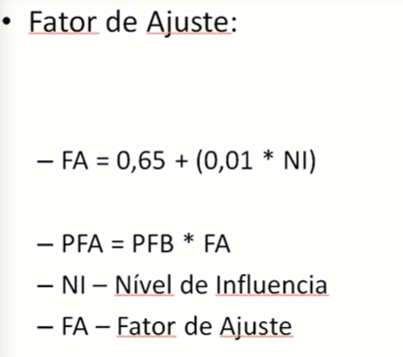 • Fator de Ajuste:
– FA = 0,65 + (0,01 * NI)
– PFA = PFB * FA
– NI – Nível de Influencia
– FA – Fator de Ajuste